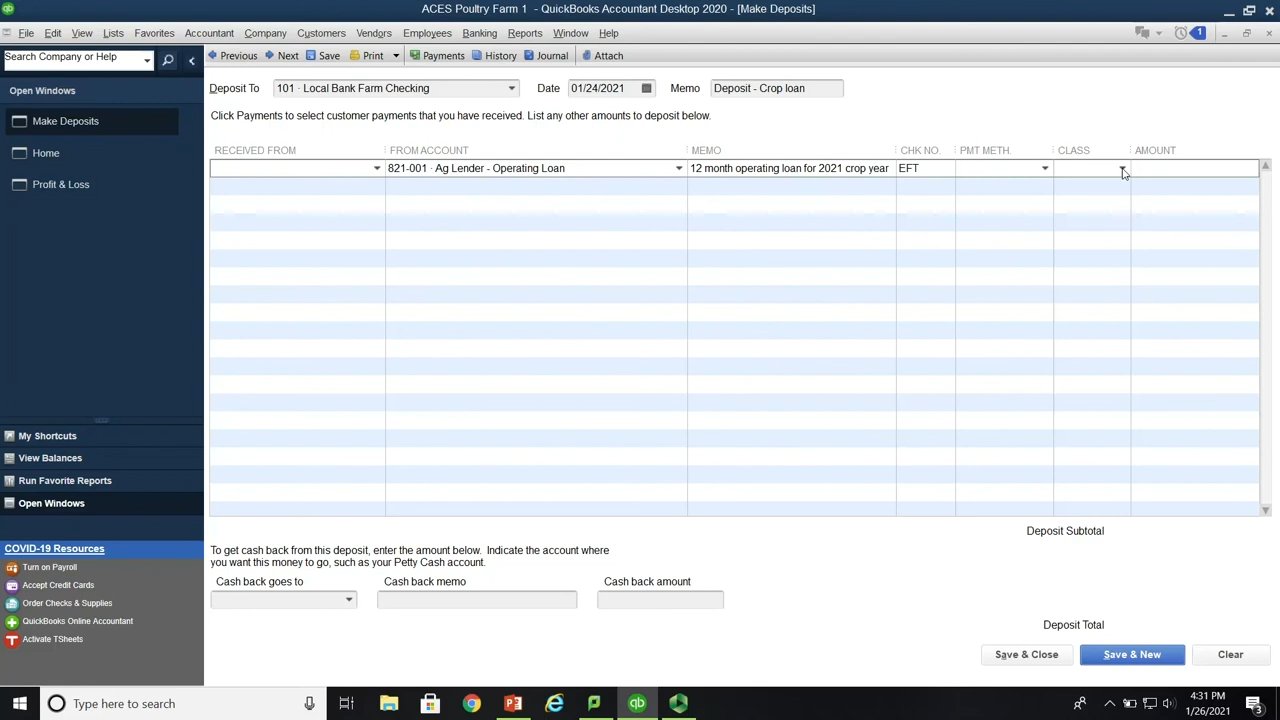 ACES Poultry Farm 1 - QuickBooks Accountant Desktop 2020 - [Make Deposits]
File Edit View Lists Favorites Accountant Company Customers Vendors Employees Banking Reports Window Help 1
Search Company or Help
Previous Next Save Print Payments History Journal Attach
Open Windows
Make Deposits
Home
Profit & Loss
Deposit To 101 · Local Bank Farm Checking Date 01/24/2021 Memo Deposit - Crop loan
Click Payments to select customer payments that you have received. List any other amounts to deposit below.
RECEIVED FROM FROM ACCOUNT MEMO CHK NO. PMT METH. CLASS AMOUNT
821-001 · Ag Lender - Operating Loan 12 month operating loan for 2021 crop year EFT
My Shortcuts
View Balances
Run Favorite Reports
Open Windows
COVID-19 Resources
Turn on Payroll
Accept Credit Cards
Order Checks & Supplies
QuickBooks Online Accountant
Activate TSheets
Deposit Subtotal
To get cash back from this deposit, enter the amount below. Indicate the account where
you want this money to go, such as your Petty Cash account.
Cash back goes to Cash back memo Cash back amount
Deposit Total
Save & Close Save & New Clear
Type here to search
4:31 PM
1/26/2021
3